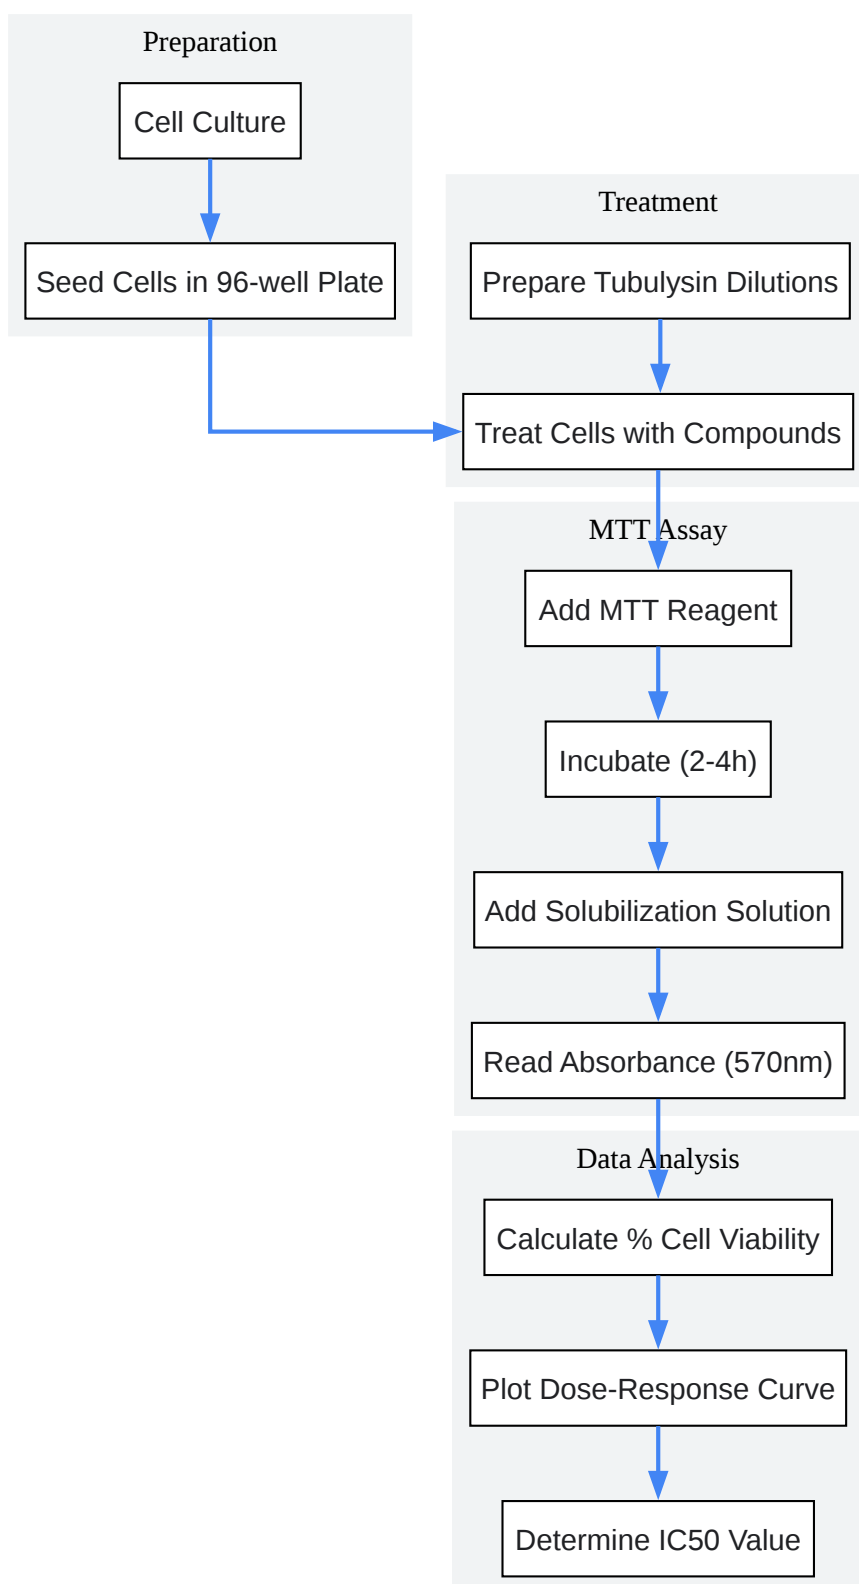 Preparation
Cell Culture
Seed Cells in 96-well Plate
Treatment
Prepare Tubulysin Dilutions
Treat Cells with Compounds
MTT Assay
Add MTT Reagent
Incubate (2-4h)
Add Solubilization Solution
Read Absorbance (570nm)
Data Analysis
Calculate % Cell Viability
Plot Dose-Response Curve
Determine IC50 Value